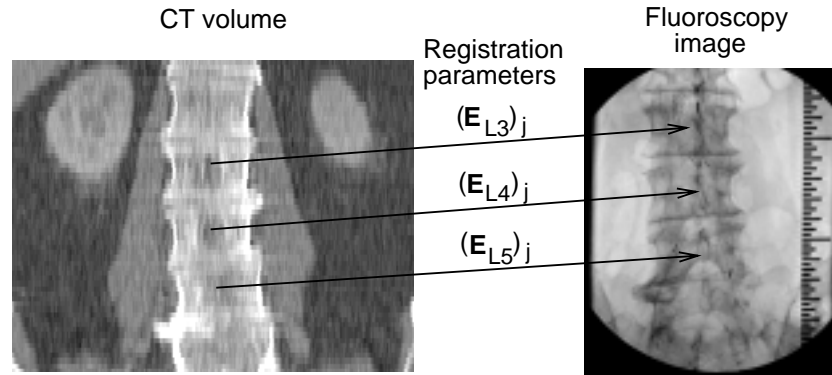 CT volume
Registration
parameters
Fluoroscopy
image
(E_L3)_j
(E_L4)_j
(E_L5)_j